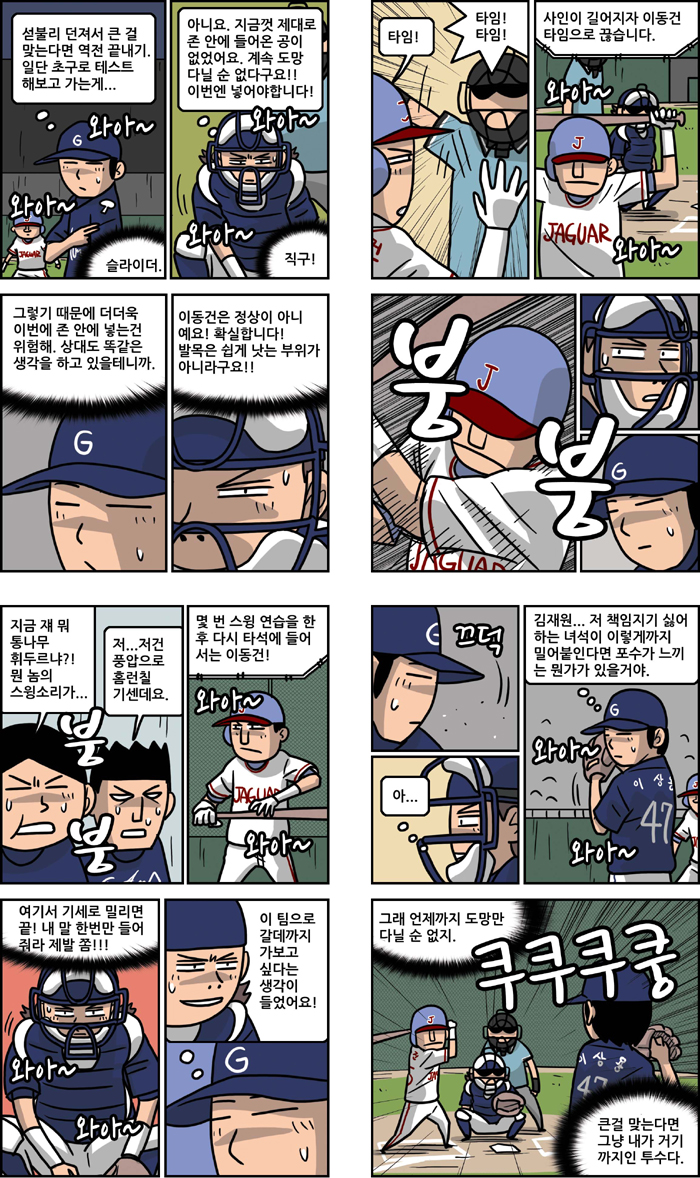 섣불리 던져서 큰 걸
맞는다면 역전 끝내기.
일단 초구로 테스트
해보고 가는게...
와아~
G
와아~
JAGUAR
슬라이더.
아니요. 지금껏 제대로
존 안에 들어온 공이
없었어요. 계속 도망
다닐 순 없다구요!!
이번엔 넣어야합니다!
와아~
와아~
직구!
타임!
타임!
타임!
J
사인이 길어지자 이동건
타임으로 끊습니다.
와아~
J
JAGUAR
와아~
그렇기 때문에 더더욱
이번에 존 안에 넣는건
위험해. 상대도 똑같은
생각을 하고 있을테니까.
G
이동건은 정상이 아니
예요! 확실합니다!
발목은 쉽게 낫는 부위가
아니라구요!!
붕
J
붕
JAGUAR
G
지금 쟤 뭐
통나무
휘두르냐?!
뭔 놈의
스윙소리가...
저...저건
풍압으로
홈런칠
기센데요.
붕
붕
몇 번 스윙 연습을 한
후 다시 타석에 들어
서는 이동건!
와아~
J
JAGUAR
와아~
G
끄덕
아...
김재원... 저 책임지기 싫어
하는 녀석이 이렇게까지
밀어붙인다면 포수가 느끼
는 뭔가가 있을거야.
G
와아~
이상훈
47
와아~
여기서 기세로 밀리면
끝! 내 말 한번만 들어
줘라 제발 쫌!!!
와아~
와아~
이 팀으로
갈데까지
가보고
싶다는
생각이
들었어요!
G
그래 언제까지 도망만
다닐 순 없지.
쿠쿠쿠쿵
J
이상훈
47
큰걸 맞는다면
그냥 내가 거기
까지인 투수다.